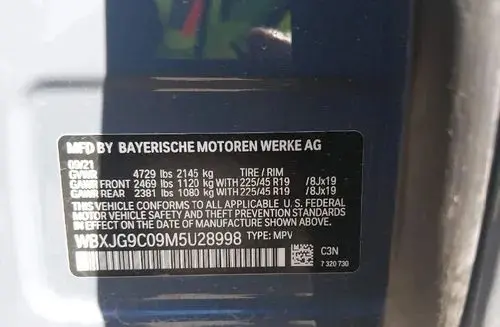 MFD BY BAYERISCHE MOTOREN WERKE AG
09/21
GVWR 4729 lbs 2145 kg TIRE / RIM
GAWR FRONT 2469 lbs 1120 kg WITH 225/45 R19 /8Jx19
GAWR REAR 2381 lbs 1080 kg WITH 225/45 R19 /8Jx19
THIS VEHICLE CONFORMS TO ALL APPLICABLE U.S. FEDERAL
MOTOR VEHICLE SAFETY, BUMPER, AND THEFT PREVENTION
STANDARDS IN EFFECT ON THE DATE OF MANUFACTURE SHOWN ABOVE.
WBXJG9C09M5U28998 TYPE: MPV
C3N
7 320 730